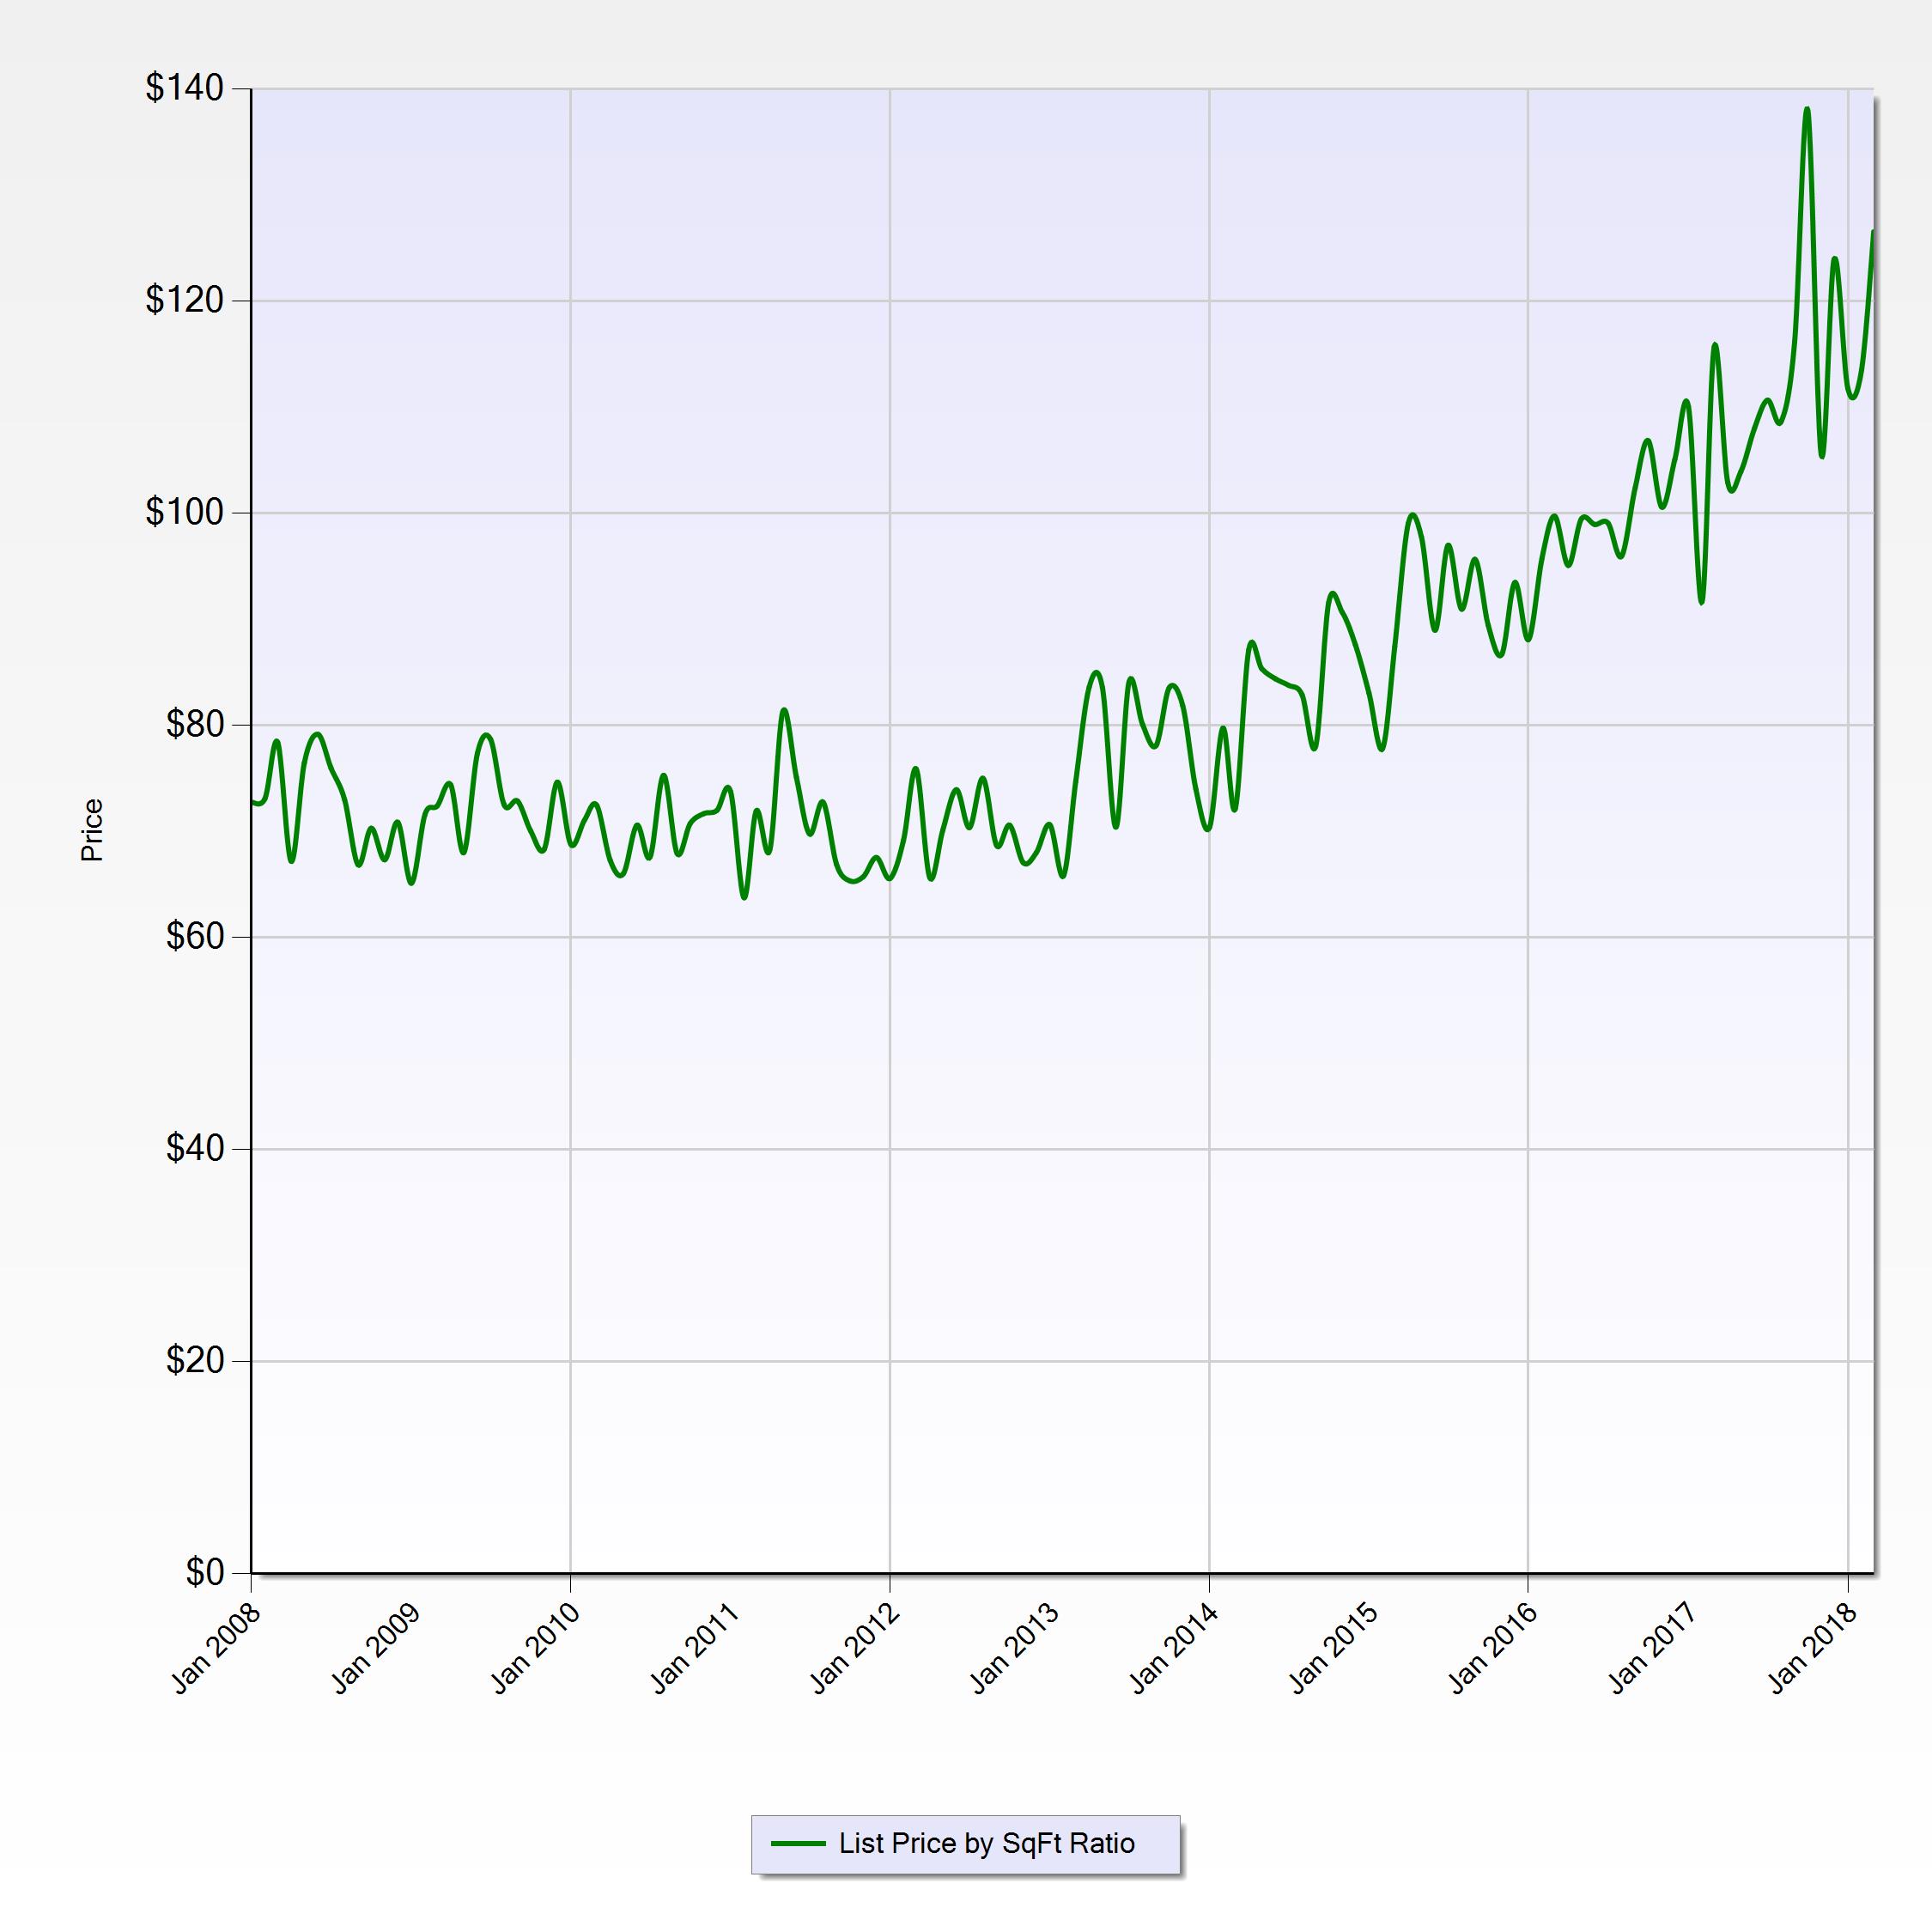 $140
$120
$100
$80
$60
$40
$20
$0
Price
Jan 2008
Jan 2009
Jan 2010
Jan 2011
Jan 2012
Jan 2013
Jan 2014
Jan 2015
Jan 2016
Jan 2017
Jan 2018
List Price by SqFt Ratio